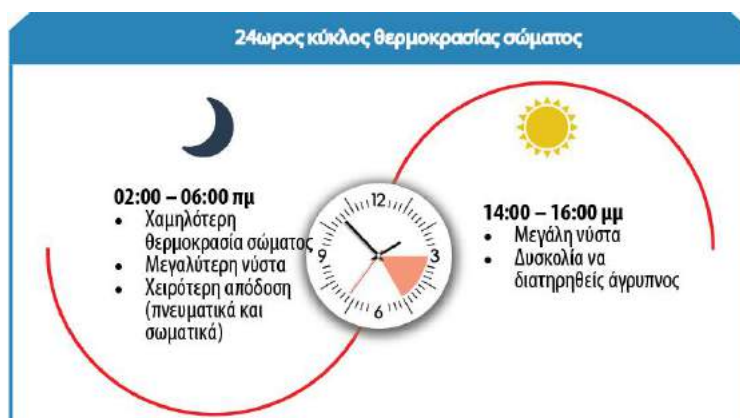 24ωρος κύκλος θερμοκρασίας σώματος
02:00 – 06:00 πμ
• Χαμηλότερη
θερμοκρασία σώματος
• Μεγαλύτερη νύστα
• Χειρότερη απόδοση
(πνευματικά και
σωματικά)
12
3
6
9
14:00 – 16:00 μμ
• Μεγάλη νύστα
• Δυσκολία να
διατηρηθείς άγρυπνος